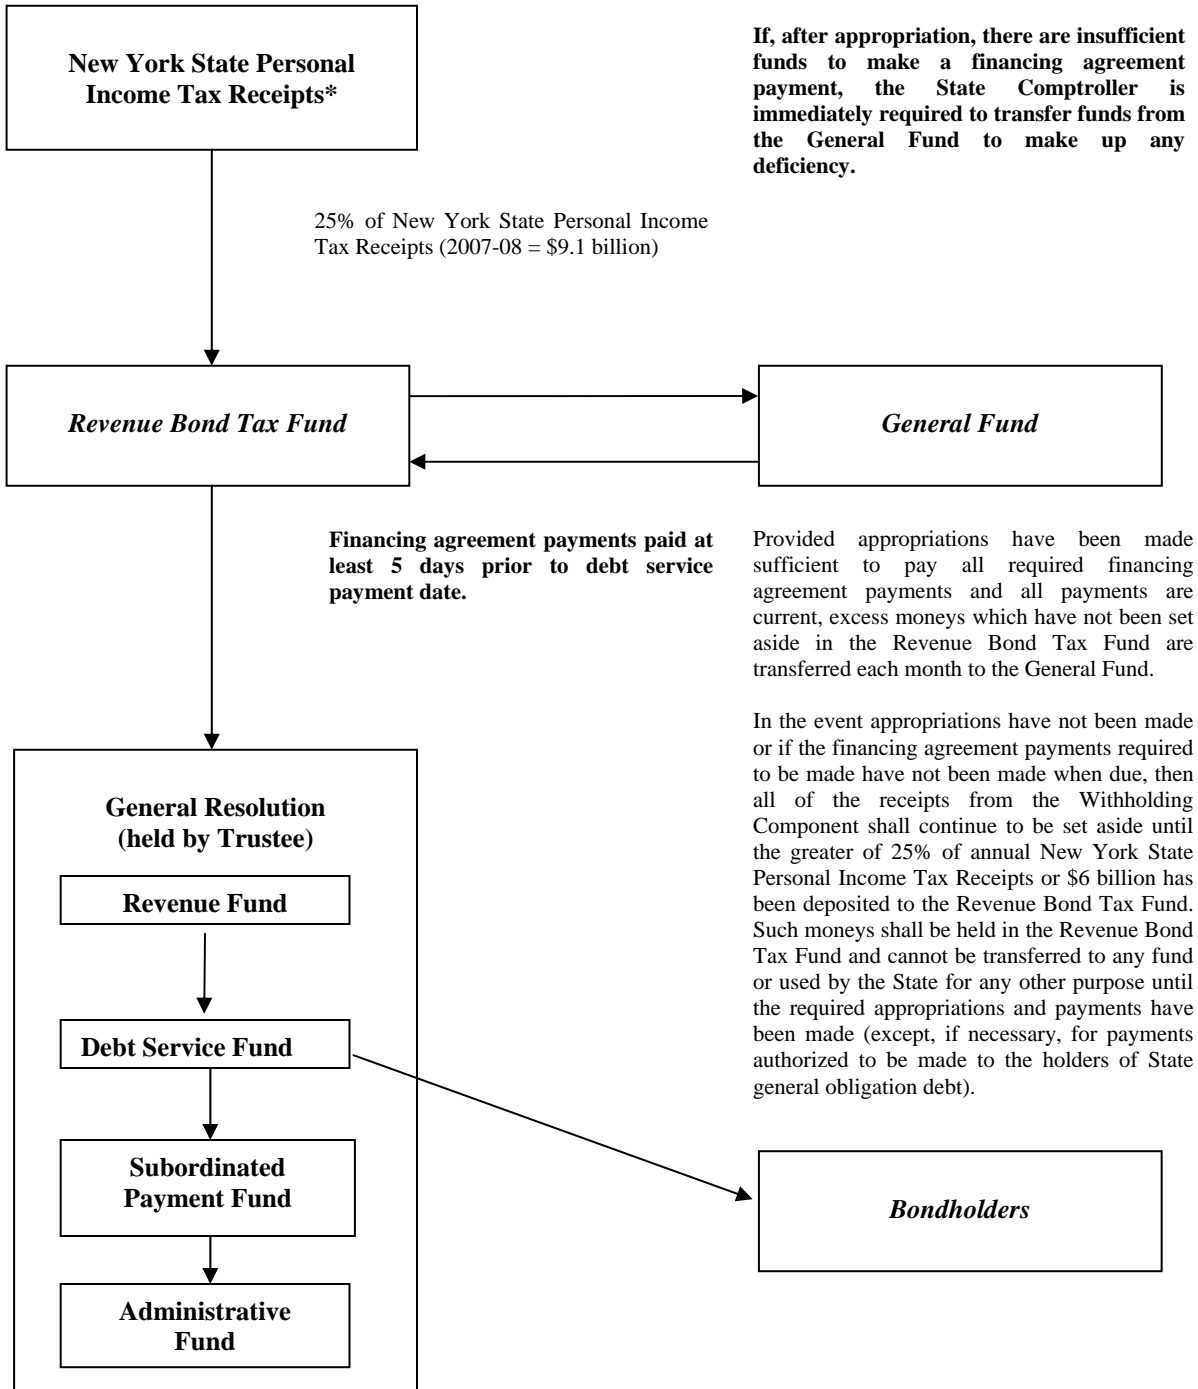 New York State Personal
Income Tax Receipts*
If, after appropriation, there are insufficient
funds to make a financing agreement
payment, the State Comptroller is
immediately required to transfer funds from
the General Fund to make up any
deficiency.
25% of New York State Personal Income
Tax Receipts (2007-08 = $9.1 billion)
Revenue Bond Tax Fund
General Fund
Financing agreement payments paid at
least 5 days prior to debt service
payment date.
Provided appropriations have been made
sufficient to pay all required financing
agreement payments and all payments are
current, excess moneys which have not been set
aside in the Revenue Bond Tax Fund are
transferred each month to the General Fund.
In the event appropriations have not been made
or if the financing agreement payments required
to be made have not been made when due, then
all of the receipts from the Withholding
Component shall continue to be set aside until
the greater of 25% of annual New York State
Personal Income Tax Receipts or $6 billion has
been deposited to the Revenue Bond Tax Fund.
Such moneys shall be held in the Revenue Bond
Tax Fund and cannot be transferred to any fund
or used by the State for any other purpose until
the required appropriations and payments have
been made (except, if necessary, for payments
authorized to be made to the holders of State
general obligation debt).
General Resolution
(held by Trustee)
Revenue Fund
Debt Service Fund
Subordinated
Payment Fund
Administrative
Fund
Bondholders